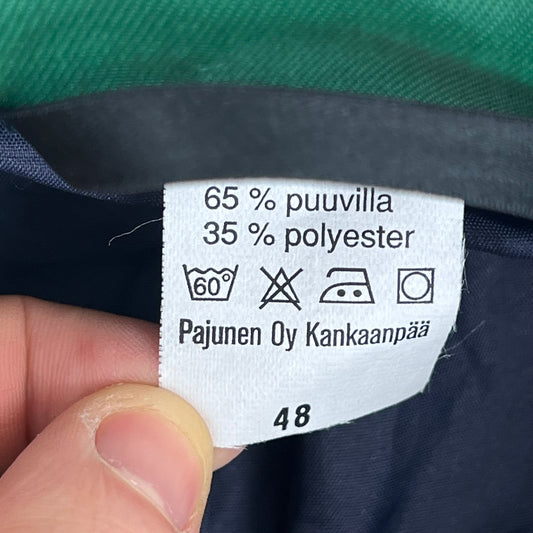 65 % puuvilla
35 % polyester
60°
Pajunen Oy Kankaanpää
48